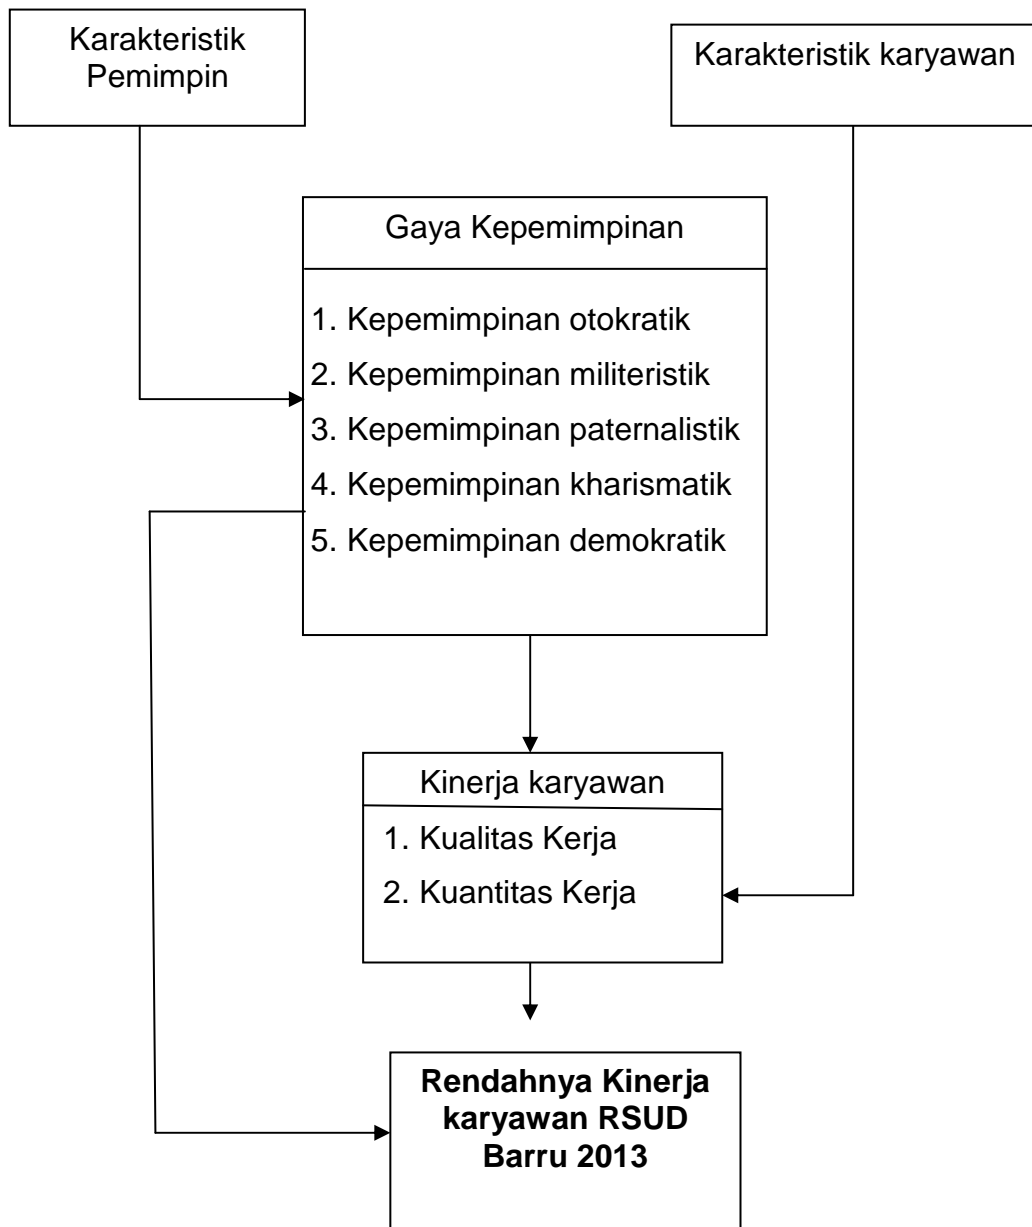 Karakteristik
Pemimpin
Karakteristik karyawan
Gaya Kepemimpinan
1. Kepemimpinan otokratik
2. Kepemimpinan militeristik
3. Kepemimpinan paternalistik
4. Kepemimpinan kharismatik
5. Kepemimpinan demokratik
Kinerja karyawan
1. Kualitas Kerja
2. Kuantitas Kerja
Rendahnya Kinerja
karyawan RSUD
Barru 2013